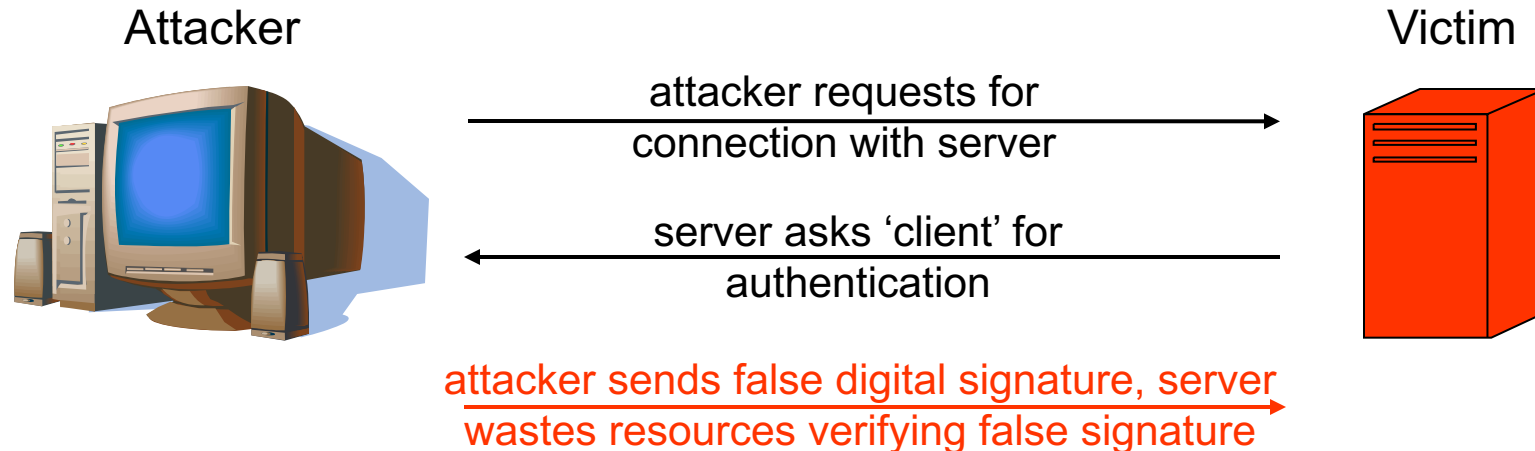 Attacker
Victim
attacker requests for
connection with server
server asks ‘client’ for
authentication
attacker sends false digital signature, server
wastes resources verifying false signature